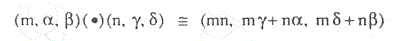 (m, α, β)(•)(n, γ, δ) ≅ (mn, mγ+ nα, mδ+nβ)